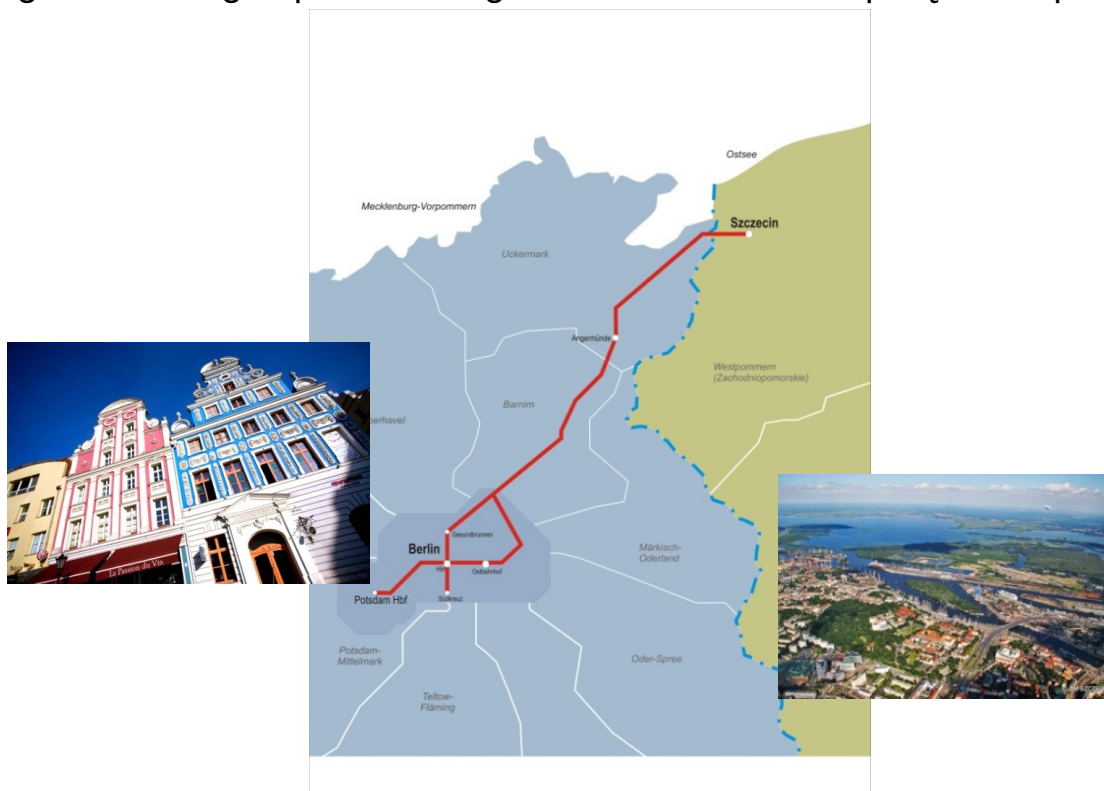 Ostsee
Mecklenburg-Vorpommern
Szczecin
Uckermark
Angermünde
Westpommern
(Zachodniopomorskie)
Barnim
Gesundbrunnen
Berlin
Hbf
Ostbahnhof
Märkisch-
Oderland
La Passion du Vin
Potsdam Hbf
Südkreuz
Potsdam-
Mittelmark
Oder-Spree
Teltow-
Fläming